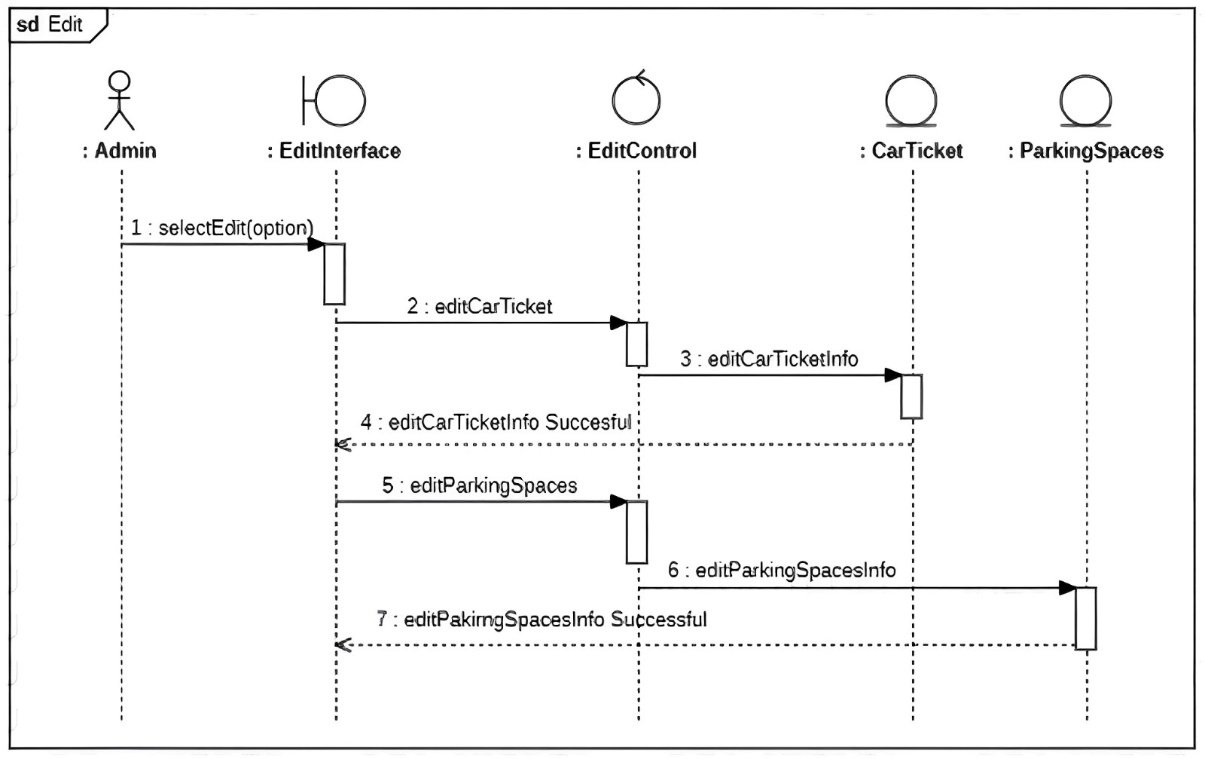 sd Edit
: Admin
: EditInterface
: EditControl
: CarTicket
: ParkingSpaces
1 : selectEdit(option)
2 : editCarTicket
3 : editCarTicketInfo
4 : editCarTicketInfo Succesful
5 : editParkingSpaces
6 : editParkingSpacesInfo
7 : editPakirngSpacesInfo Successful